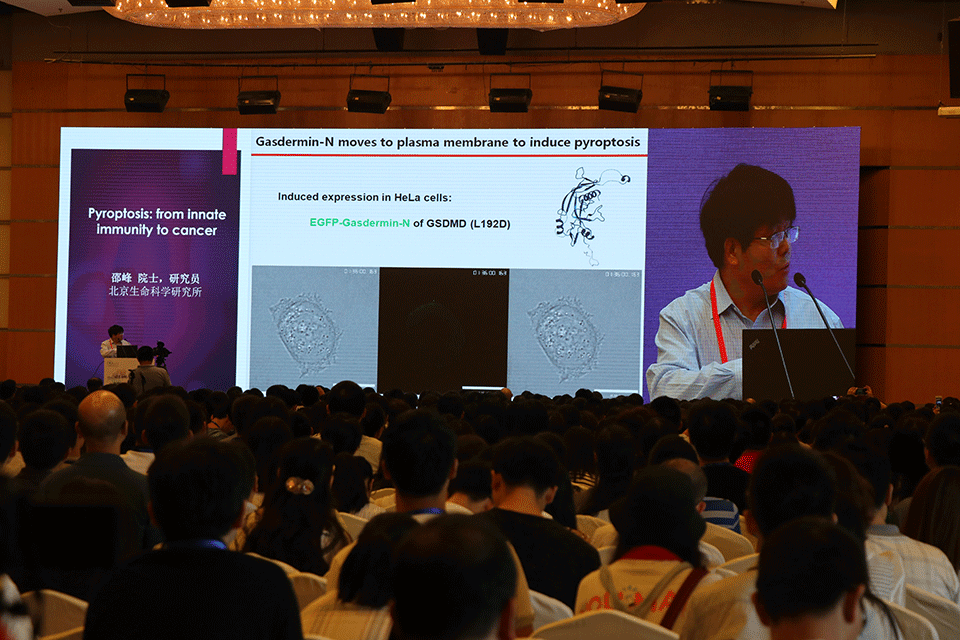 Gasdermin-N moves to plasma membrane to induce pyroptosis
Pyroptosis: from innate
immunity to cancer
邵峰 院士，研究员
北京生命科学研究所
Induced expression in HeLa cells:
EGFP-Gasdermin-N of GSDMD (L192D)